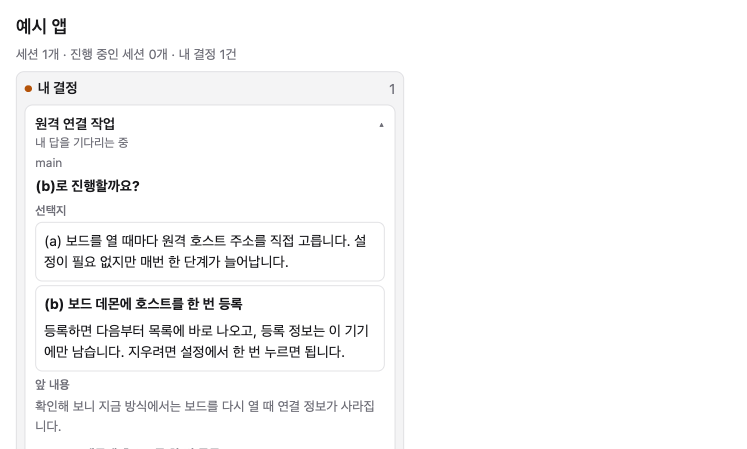 예시 앱
세션 1개 · 진행 중인 세션 0개 · 내 결정 1건
내 결정 1
원격 연결 작업
내 답을 기다리는 중
main
(b)로 진행할까요?
선택지
(a) 보드를 열 때마다 원격 호스트 주소를 직접 고릅니다. 설
정이 필요 없지만 매번 한 단계가 늘어납니다.
(b) 보드 데몬에 호스트를 한 번 등록
등록하면 다음부터 목록에 바로 나오고, 등록 정보는 이 기기
에만 남습니다. 지우려면 설정에서 한 번 누르면 됩니다.
앞 내용
확인해 보니 지금 방식에서는 보드를 다시 열 때 연결 정보가 사라집
니다.